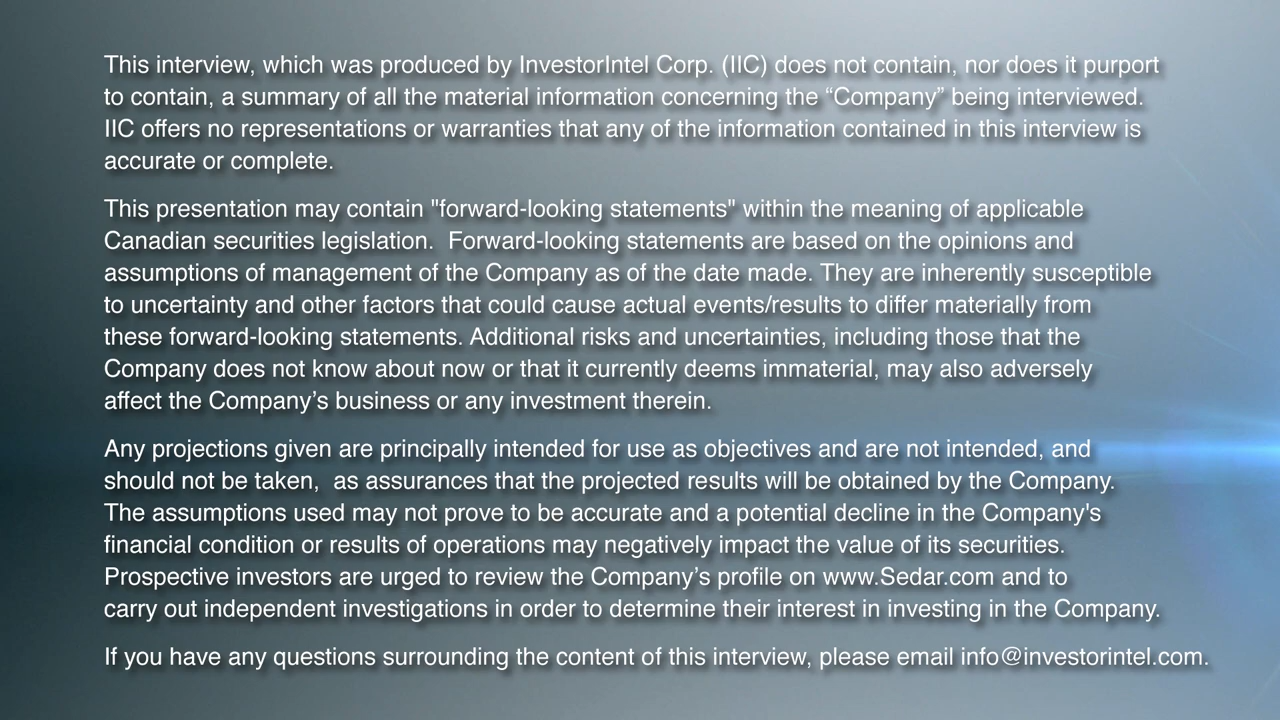 This interview, which was produced by InvestorIntel Corp. (IIC) does not contain, nor does it purport
to contain, a summary of all the material information concerning the “Company” being interviewed.
IIC offers no representations or warranties that any of the information contained in this interview is
accurate or complete.
This presentation may contain "forward-looking statements" within the meaning of applicable
Canadian securities legislation.  Forward-looking statements are based on the opinions and
assumptions of management of the Company as of the date made. They are inherently susceptible
to uncertainty and other factors that could cause actual events/results to differ materially from
these forward-looking statements. Additional risks and uncertainties, including those that the
Company does not know about now or that it currently deems immaterial, may also adversely
affect the Company’s business or any investment therein.
Any projections given are principally intended for use as objectives and are not intended, and
should not be taken,  as assurances that the projected results will be obtained by the Company.
The assumptions used may not prove to be accurate and a potential decline in the Company's
financial condition or results of operations may negatively impact the value of its securities.
Prospective investors are urged to review the Company’s profile on www.Sedar.com and to
carry out independent investigations in order to determine their interest in investing in the Company.
If you have any questions surrounding the content of this interview, please email info@investorintel.com.